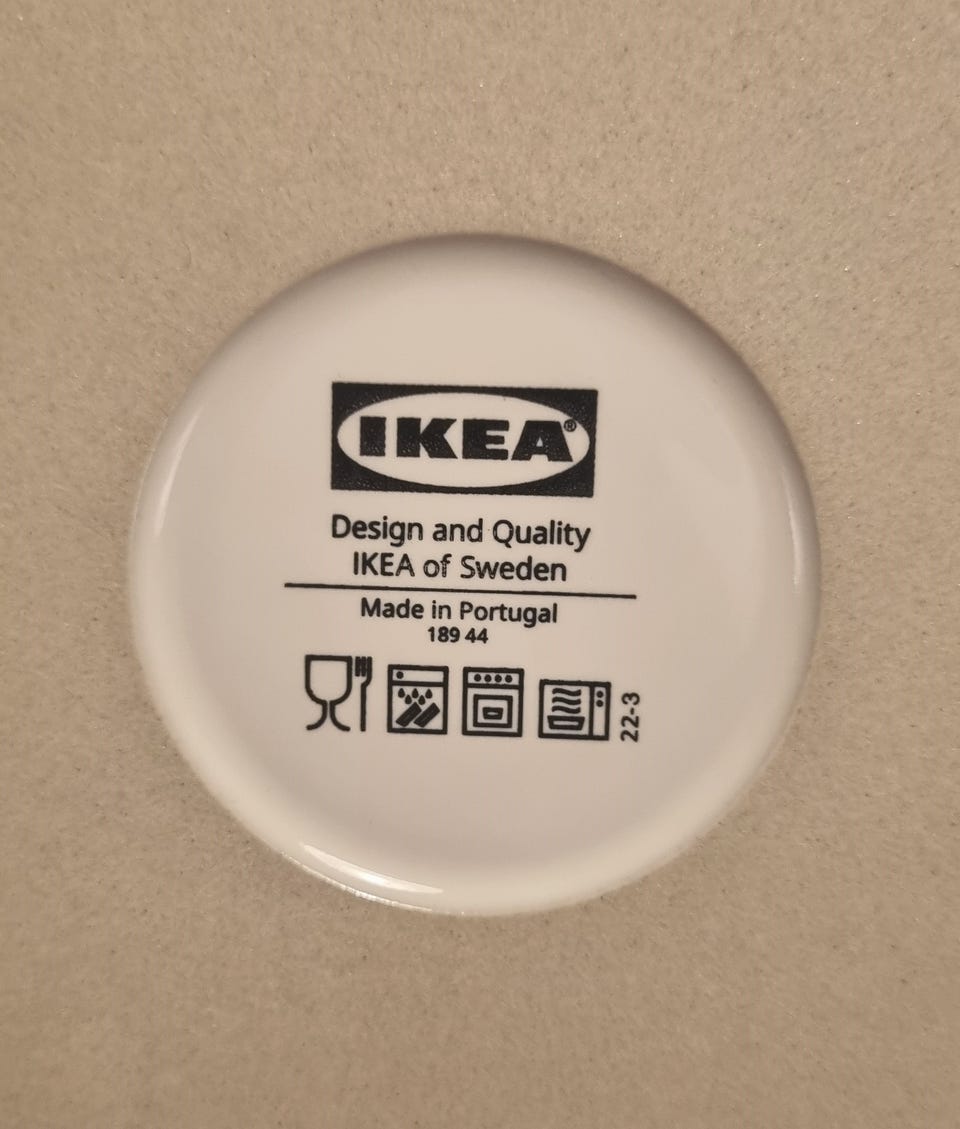 IKEA®
Design and Quality
IKEA of Sweden
Made in Portugal
189 44
22-3